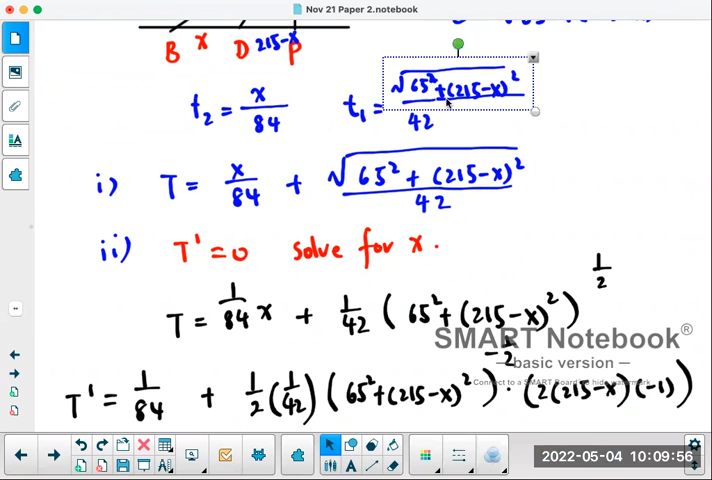 Nov 21 Paper 2.notebook
B x D 215-x P
t₂ = x/84 t₁ = √(65² + (215-x)²)/42
i) T = x/84 + √(65² + (215-x)²)/42
ii) T' = 0 solve for x.
T = 1/84 x + 1/42 (65² + (215-x)²)^(1/2)
SMART Notebook®
basic version
Connect to a SMART Board to hide watermark.
T' = 1/84 + 1/2 (1/42) (65² + (215-x)²)^(-1/2) · (2(215-x)(-1))
2022-05-04 10:09:56